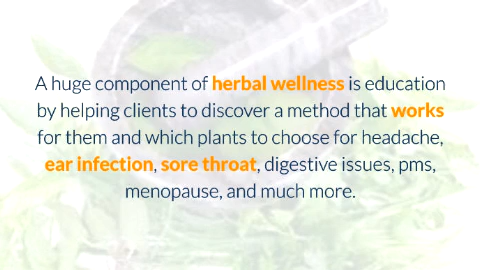 A huge component of herbal wellness is education
by helping clients to discover a method that works
for them and which plants to choose for headache,
ear infection, sore throat, digestive issues, pms,
menopause, and much more.